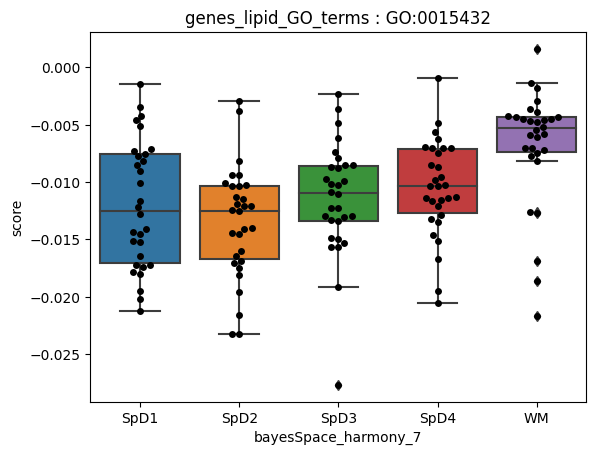 genes_lipid_GO_terms : GO:0015432
0.000
−0.005
−0.010
−0.015
−0.020
−0.025
score
SpD1 SpD2 SpD3 SpD4 WM
bayesSpace_harmony_7